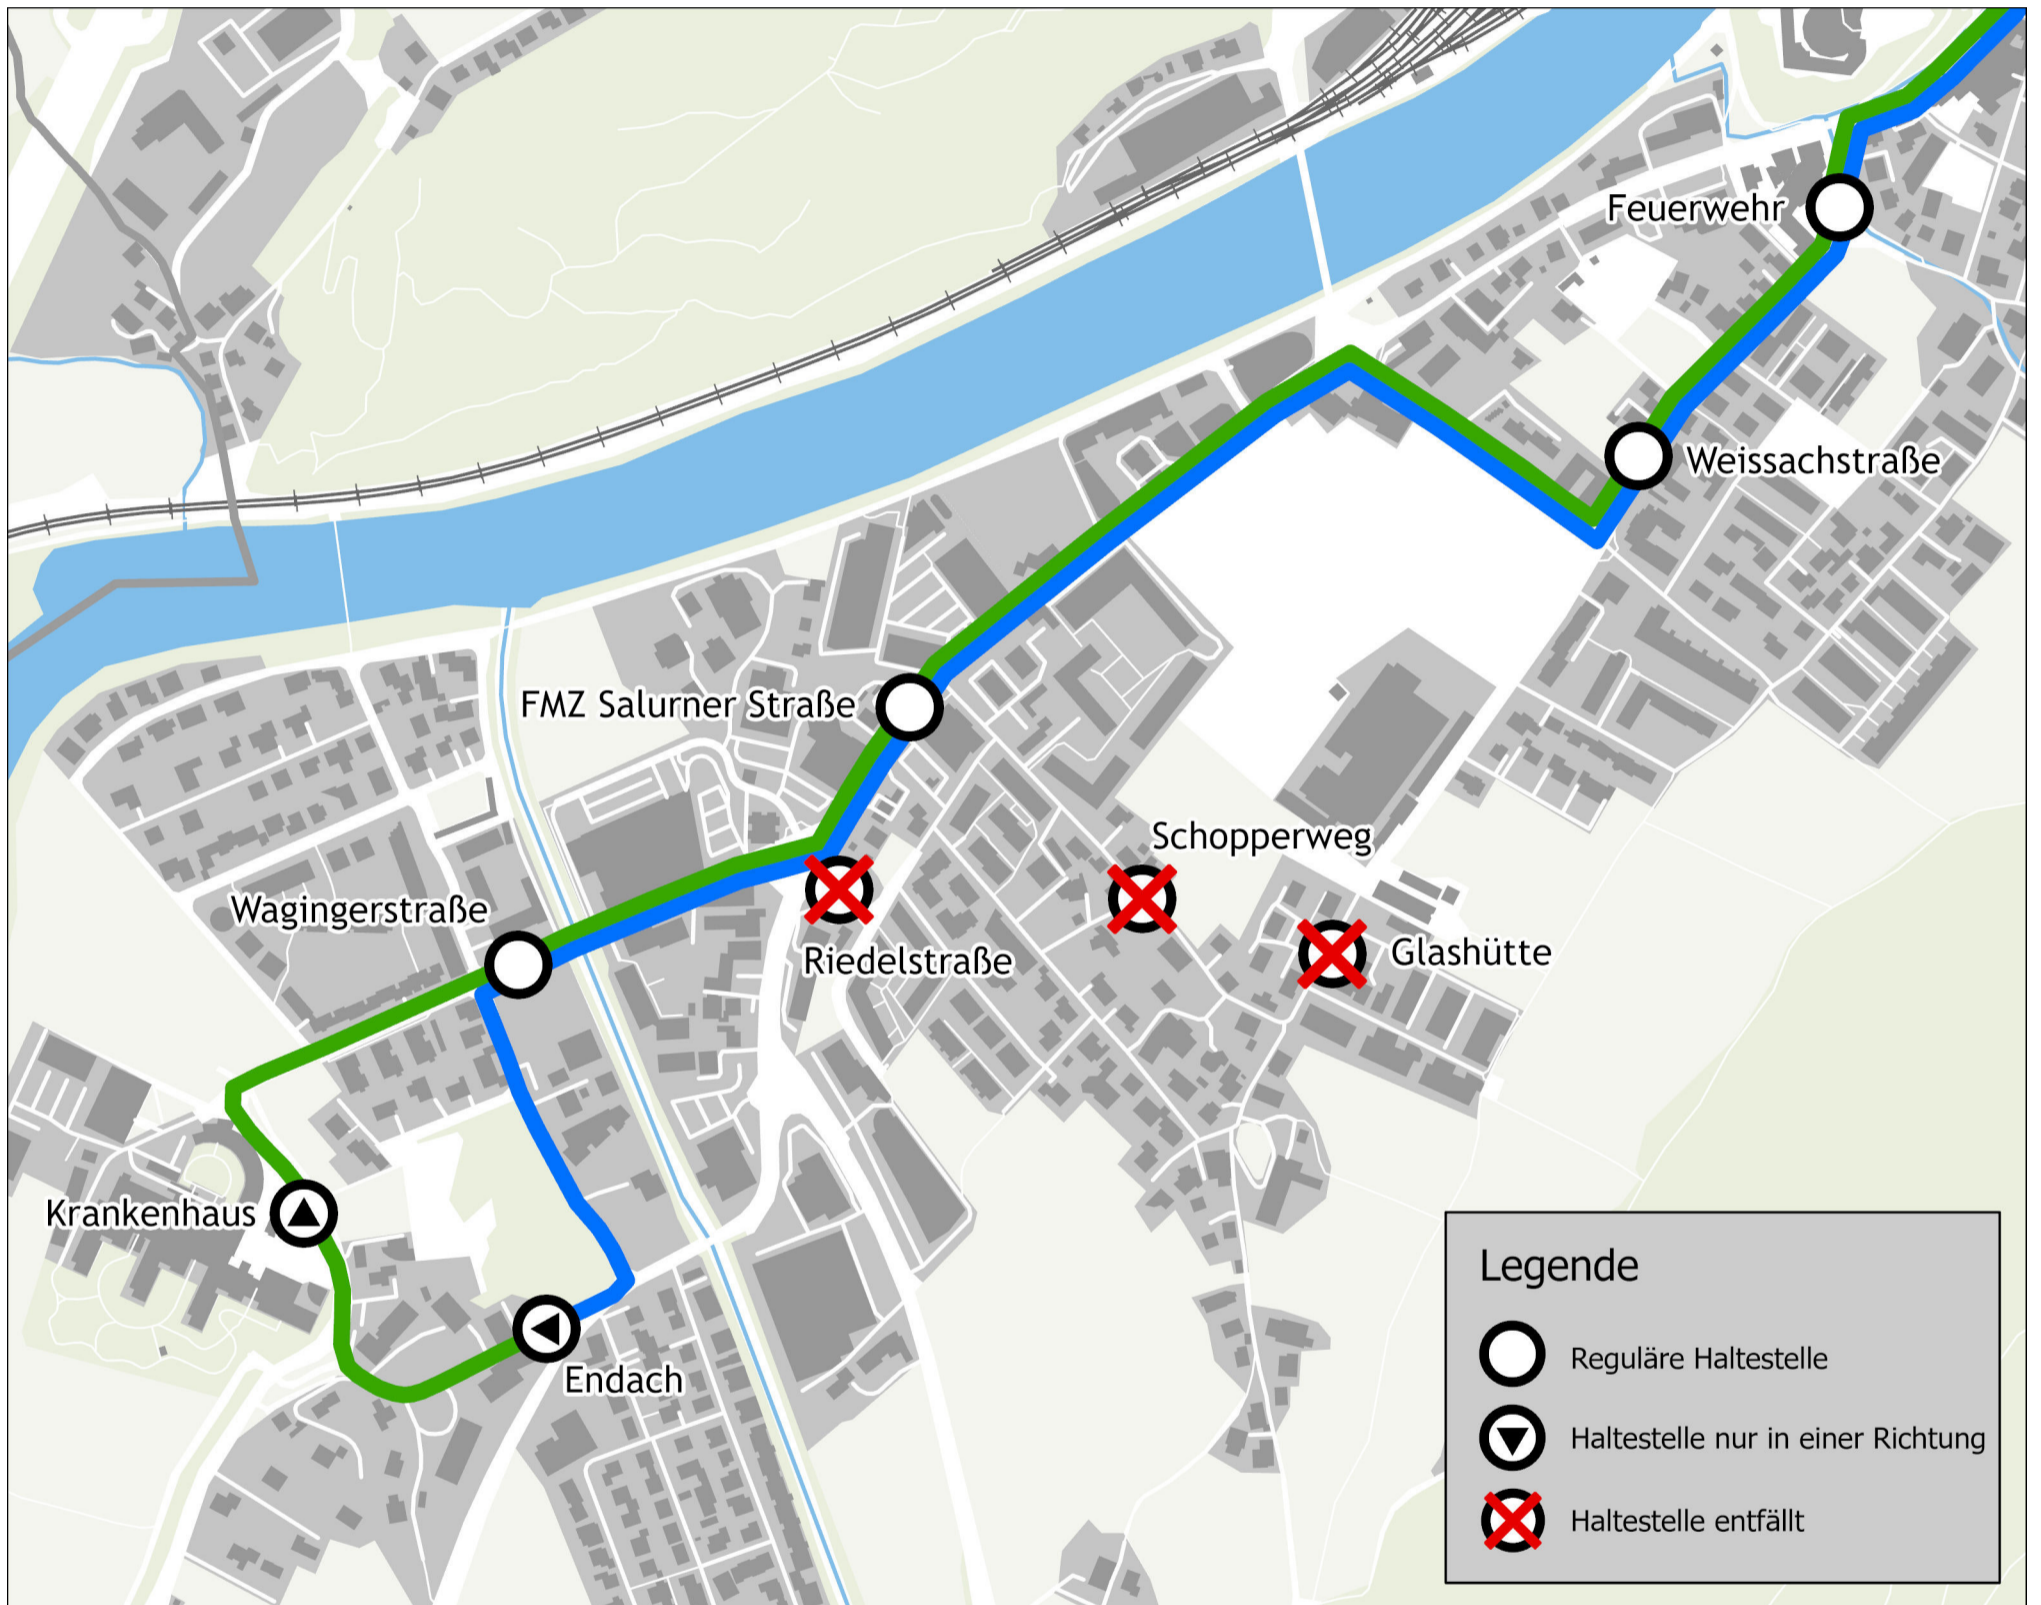 Feuerwehr
Weissachstraße
FMZ Salurner Straße
Schopperweg
Wagingerstraße
Riedelstraße
Glashütte
Krankenhaus
Endach
Legende
Reguläre Haltestelle
Haltestelle nur in einer Richtung
Haltestelle entfällt